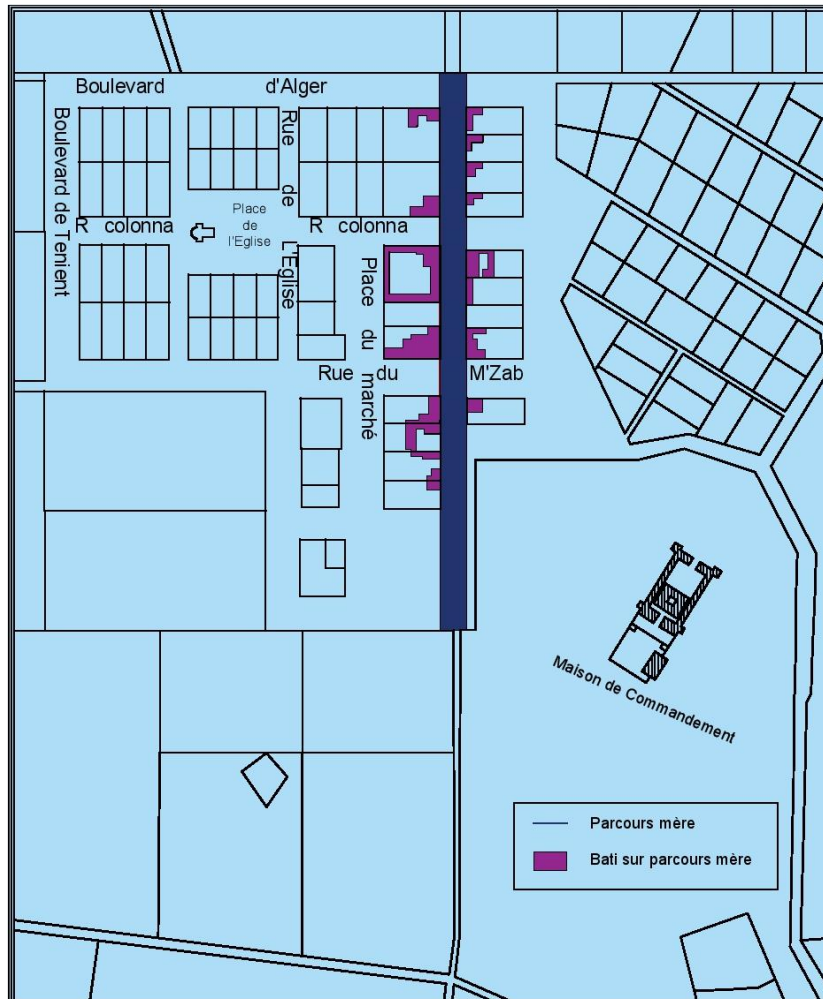 Boulevard d'Alger
Boulevard de Tenient
Rue de L'Eglise
Place
de
l'Eglise
R colonna
R colonna
Place du marché
Rue du M'Zab
Maison de Commandement
Parcours mère
Bati sur parcours mère